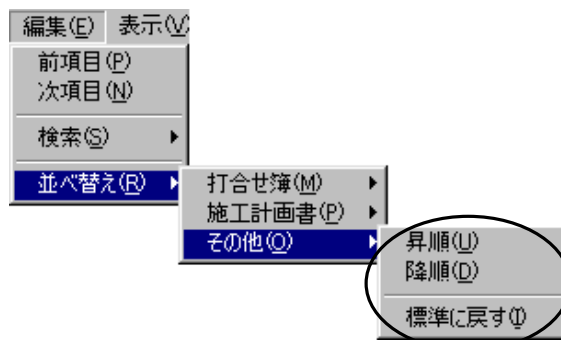 編集(E) 表示(V
前項目(P)
次項目(N)
検索(S)
並べ替え(R)
打合せ簿(M)
施工計画書(P)
その他(O)
昇順(U)
降順(D)
標準に戻す(I)